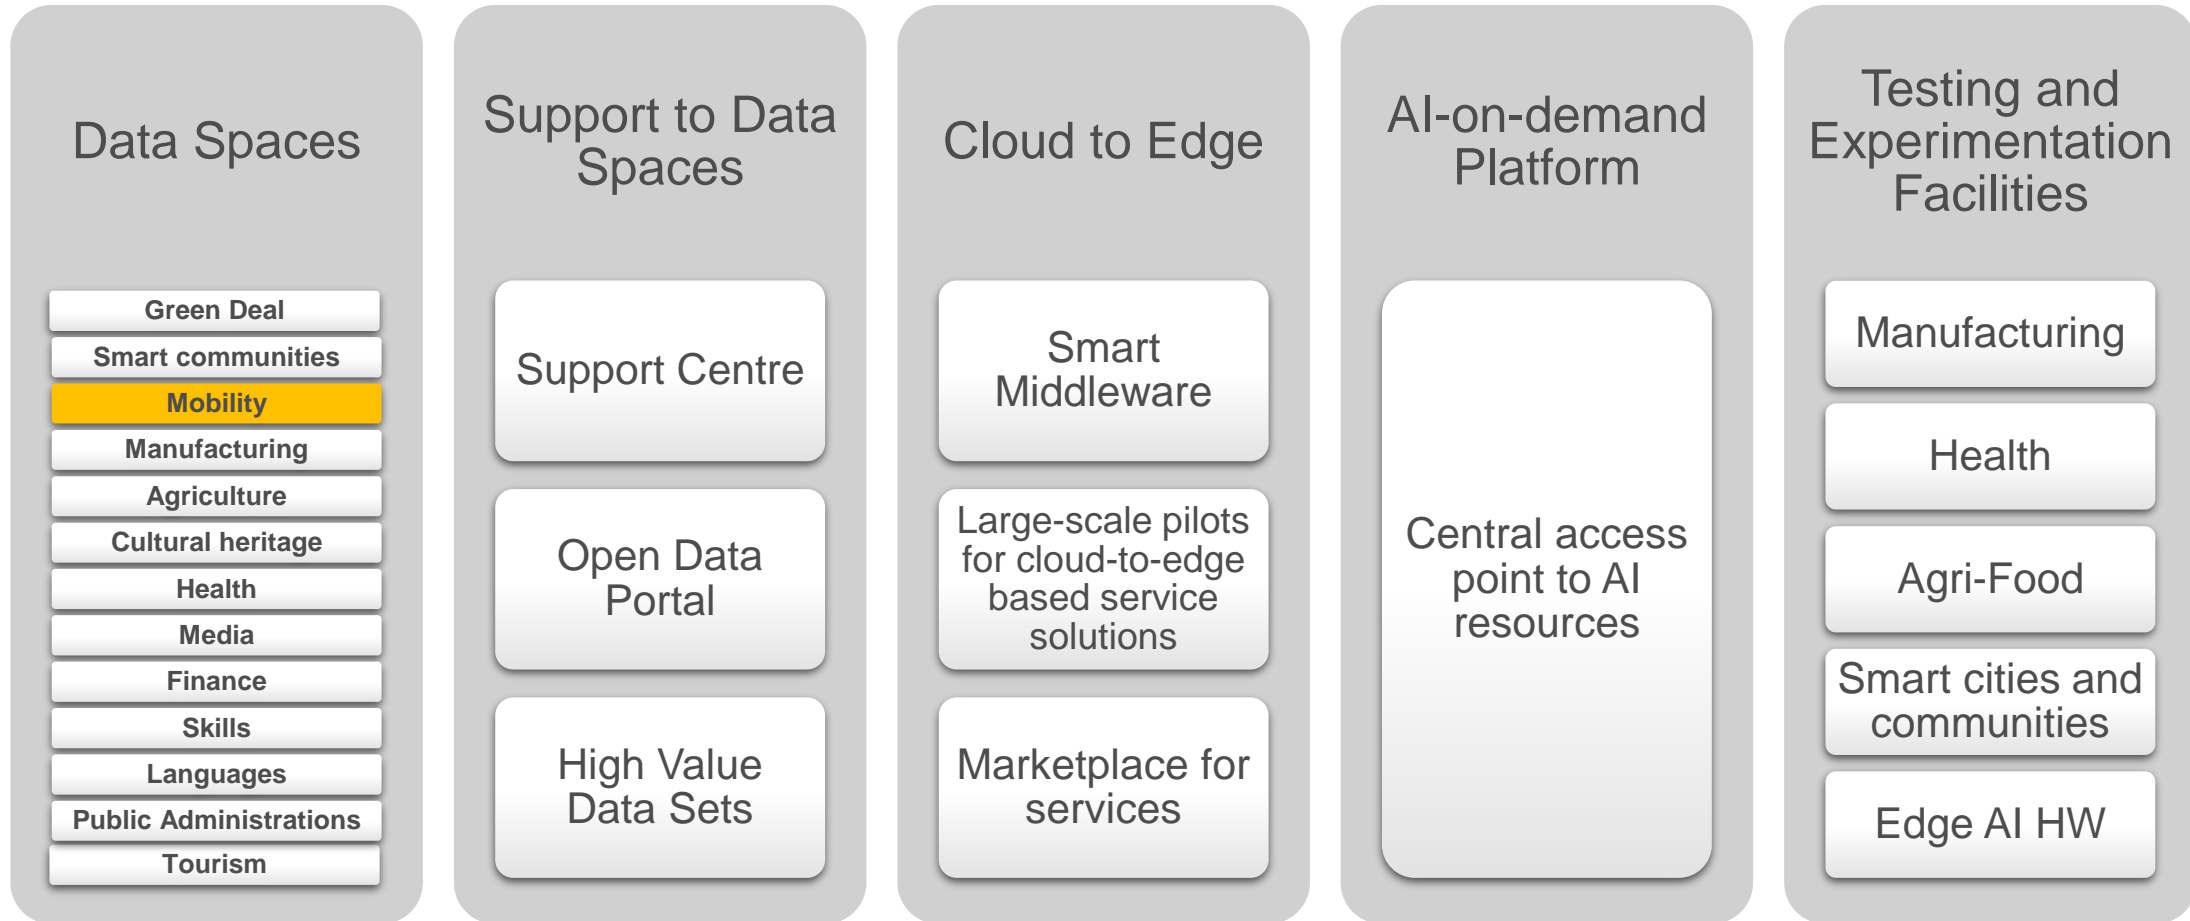 Data Spaces
Green Deal
Smart communities
Mobility
Manufacturing
Agriculture
Cultural heritage
Health
Media
Finance
Skills
Languages
Public Administrations
Tourism
Support to Data
Spaces
Support Centre
Open Data
Portal
High Value
Data Sets
Cloud to Edge
Smart
Middleware
Large-scale pilots
for cloud-to-edge
based service
solutions
Marketplace for
services
AI-on-demand
Platform
Central access
point to AI
resources
Testing and
Experimentation
Facilities
Manufacturing
Health
Agri-Food
Smart cities and
communities
Edge AI HW